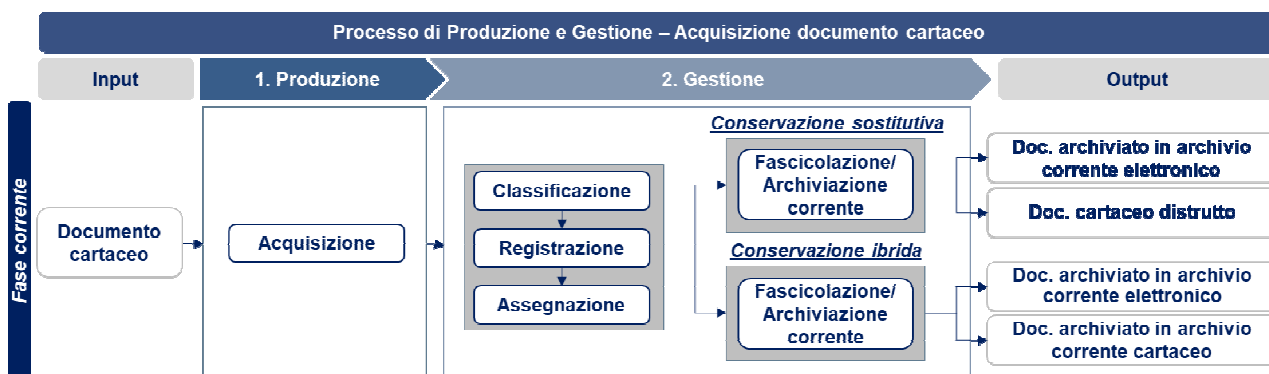 Processo di Produzione e Gestione – Acquisizione documento cartaceo
Input
1. Produzione
2. Gestione
Output
Fase corrente
Documento
cartaceo
Acquisizione
Classificazione
Registrazione
Assegnazione
Conservazione sostitutiva
Fascicolazione/
Archiviazione
corrente
Conservazione ibrida
Fascicolazione/
Archiviazione
corrente
Doc. archiviato in archivio
corrente elettronico
Doc. cartaceo distrutto
Doc. archiviato in archivio
corrente elettronico
Doc. archiviato in archivio
corrente cartaceo